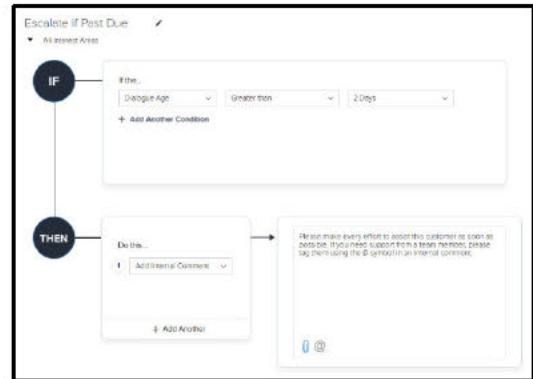 Escalate If Past Due
All Interest Areas
IF
If the...
Dialogue Age
Greater than
2 Days
+ Add Another Condition
THEN
Do this...
1
Add Internal Comment
+ Add Another
Please make every effort to assist this customer as soon as
possible. If you need support from a team member, please
tag them using the @ symbol in an internal comment.
@